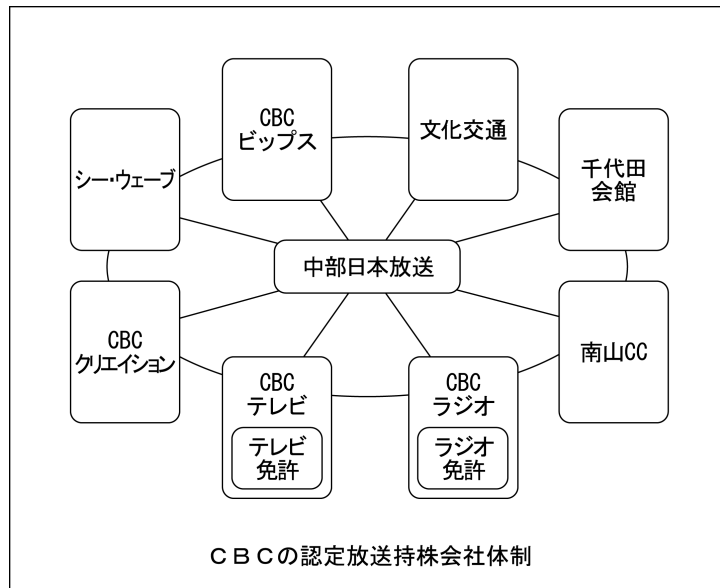 CBC
ビップス
文化交通
シー・ウェーブ
千代田
会館
中部日本放送
CBC
クリエイション
南山CC
CBC
テレビ
テレビ
免許
CBC
ラジオ
ラジオ
免許
ＣＢＣの認定放送持株会社体制